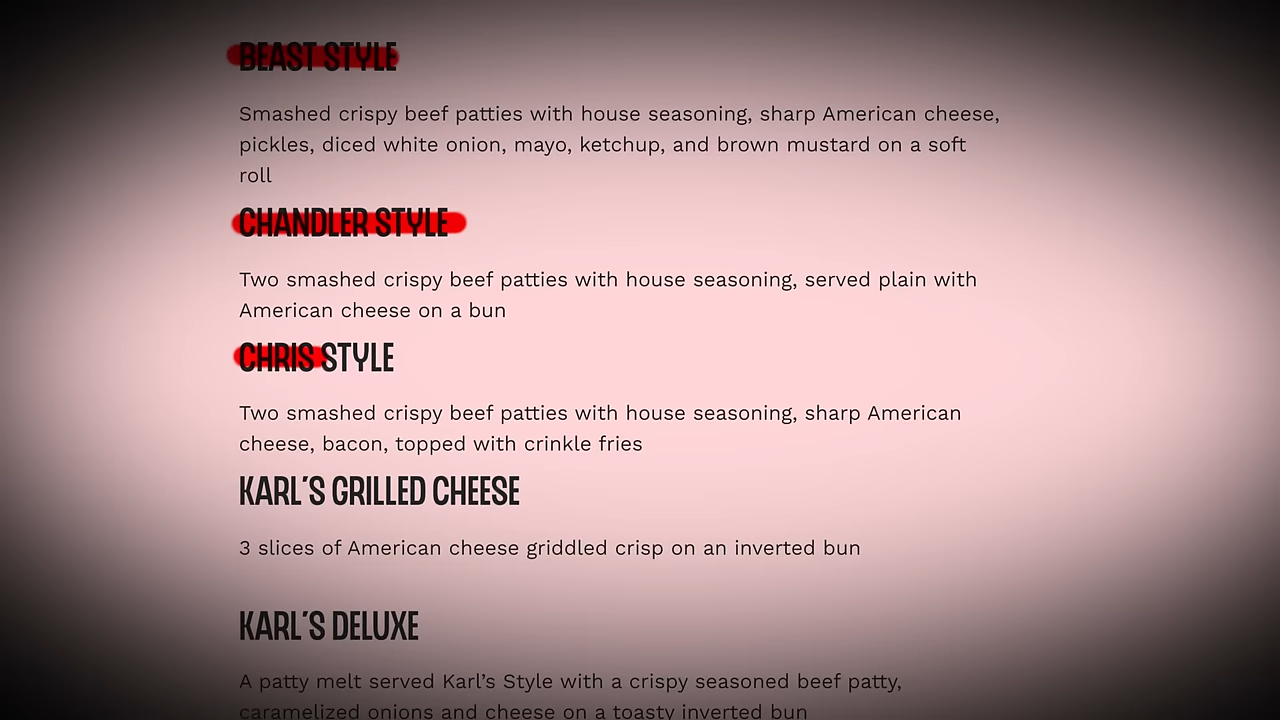 BEAST STYLE
Smashed crispy beef patties with house seasoning, sharp American cheese,
pickles, diced white onion, mayo, ketchup, and brown mustard on a soft
roll
CHANDLER STYLE
Two smashed crispy beef patties with house seasoning, served plain with
American cheese on a bun
CHRIS STYLE
Two smashed crispy beef patties with house seasoning, sharp American
cheese, bacon, topped with crinkle fries
KARL'S GRILLED CHEESE
3 slices of American cheese griddled crisp on an inverted bun
KARL'S DELUXE
A patty melt served Karl’s Style with a crispy seasoned beef patty,
caramelized onions and cheese on a toasty inverted bun